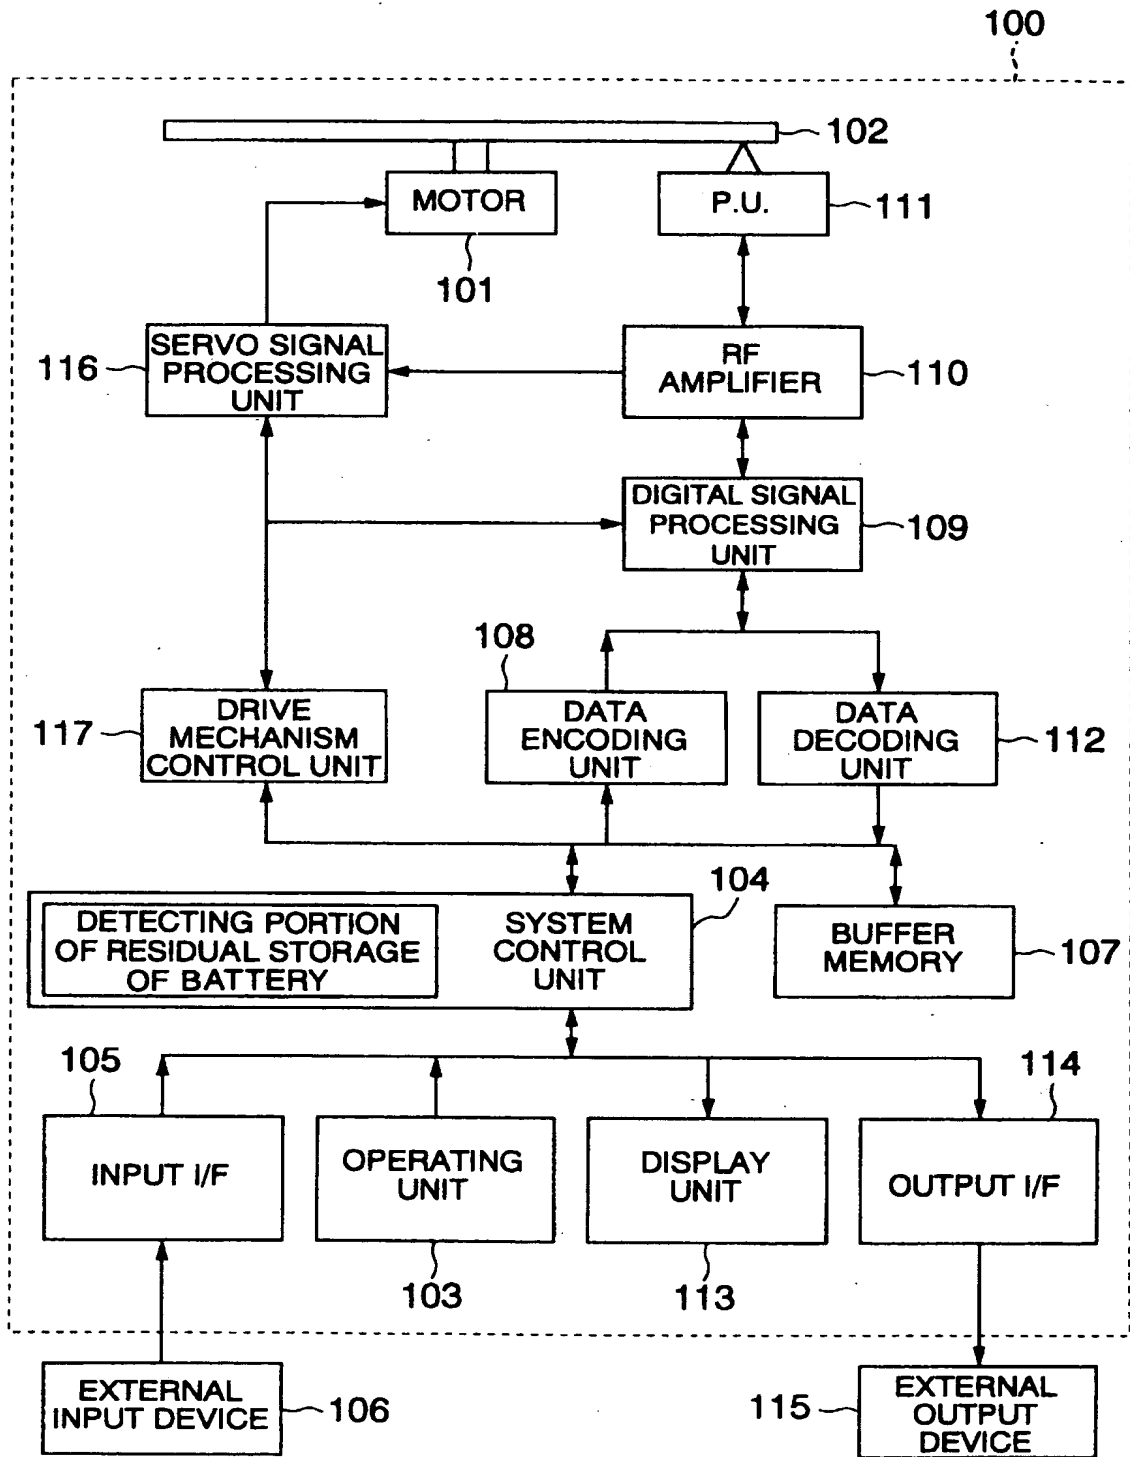 100
102
MOTOR
P.U.
111
101
SERVO SIGNAL
PROCESSING
UNIT
116
RF
AMPLIFIER
110
DIGITAL SIGNAL
PROCESSING
UNIT
109
108
DRIVE
MECHANISM
CONTROL UNIT
117
DATA
ENCODING
UNIT
DATA
DECODING
UNIT
112
104
DETECTING PORTION
OF RESIDUAL STORAGE
OF BATTERY
SYSTEM
CONTROL
UNIT
BUFFER
MEMORY
107
105
114
INPUT I/F
OPERATING
UNIT
DISPLAY
UNIT
OUTPUT I/F
103
113
EXTERNAL
INPUT DEVICE
106
115
EXTERNAL
OUTPUT
DEVICE